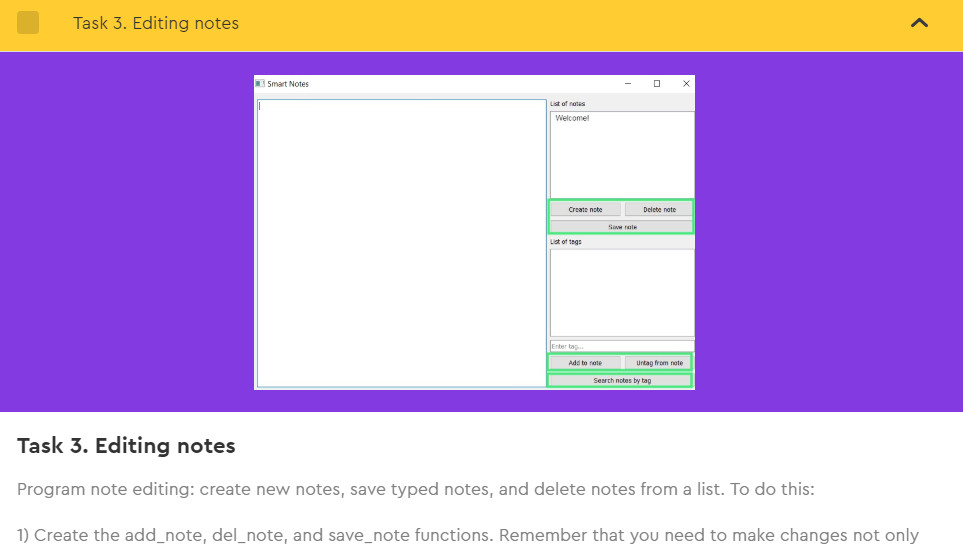 Task 3. Editing notes
Smart Notes
List of notes
Welcome!
Create note Delete note
Save note
List of tags
Enter tag...
Add to note Untag from note
Search notes by tag
Task 3. Editing notes
Program note editing: create new notes, save typed notes, and delete notes from a list. To do this:
1) Create the add_note, del_note, and save_note functions. Remember that you need to make changes not only